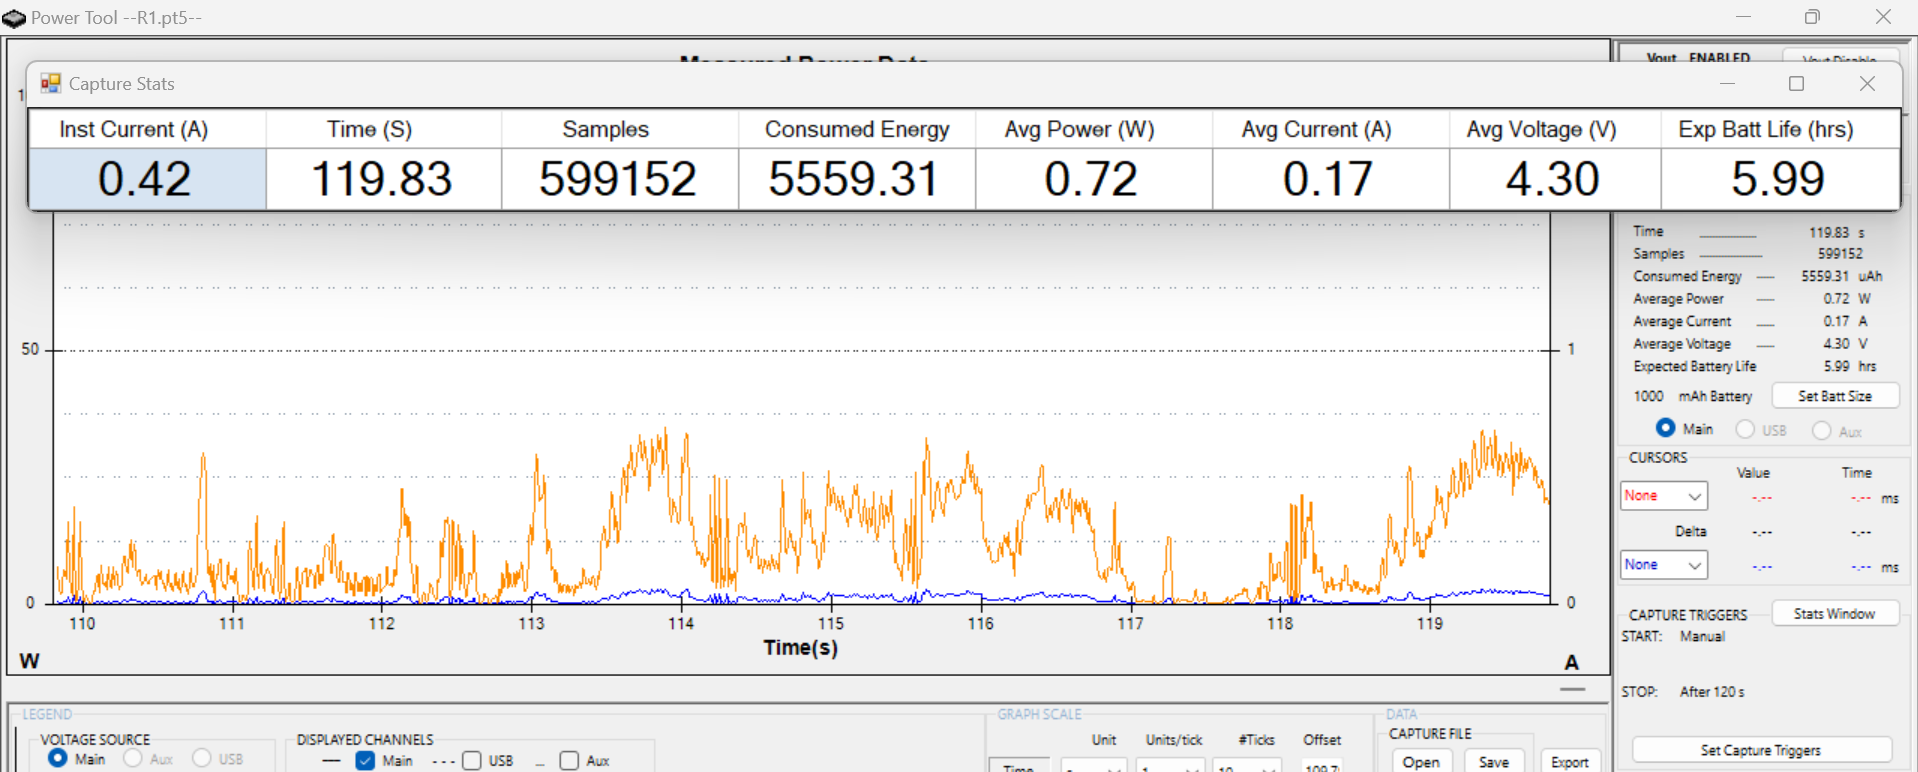 Power Tool --R1.pt5--
Measured Power Data
Vout ENABLED Vout Disable
Capture Stats
Inst Current (A) Time (S) Samples Consumed Energy Avg Power (W) Avg Current (A) Avg Voltage (V) Exp Batt Life (hrs)
0.42 119.83 599152 5559.31 0.72 0.17 4.30 5.99
Time 119.83 s
Samples 599152
Consumed Energy 5559.31 uAh
Average Power 0.72 W
Average Current 0.17 A
Average Voltage 4.30 V
Expected Battery Life 5.99 hrs
1000 mAh Battery Set Batt Size
Main USB Aux
50 1
0 0
110 111 112 113 114 115 116 117 118 119
Time(s)
W A
CURSORS
Value Time
None -.-- -.-- ms
Delta -.-- -.--
None -.-- -.-- ms
CAPTURE TRIGGERS Stats Window
START: Manual
STOP: After 120 s
Set Capture Triggers
LEGEND
VOLTAGE SOURCE
Main Aux USB
DISPLAYED CHANNELS
Main USB Aux
GRAPH SCALE
Unit Units/tick #Ticks Offset
Time 1 10
DATA
CAPTURE FILE
Open Save Export